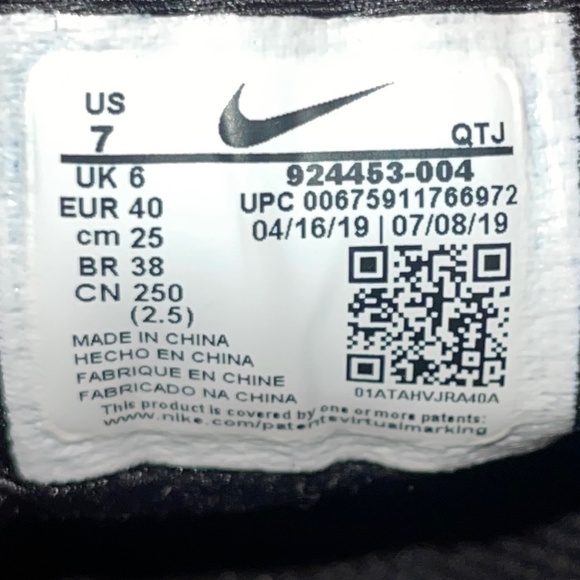 US
7
QTJ
UK 6
924453-004
EUR 40
UPC 00675911766972
cm 25
04/16/19 | 07/08/19
BR 38
CN 250
(2.5)
MADE IN CHINA
HECHO EN CHINA
FABRIQUE EN CHINE
FABRICADO NA CHINA
01ATAHVJRA40A
This product is covered by one or more patents:
www.nike.com/patentsvirtualmarking